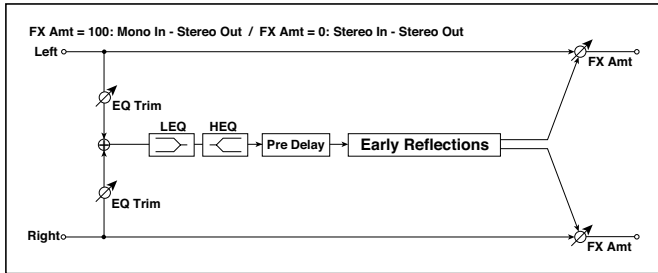 FX Amt = 100: Mono In - Stereo Out / FX Amt = 0: Stereo In - Stereo Out
Left
FX Amt
EQ Trim
LEQ
HEQ
Pre Delay
Early Reflections
EQ Trim
Right
FX Amt